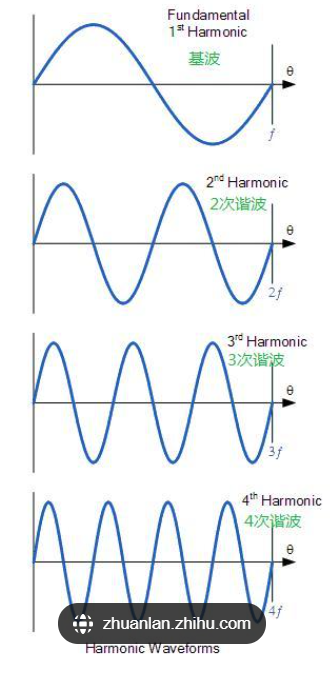 Fundamental
1st Harmonic
基波
θ
f
2nd Harmonic
2次谐波
θ
2f
3rd Harmonic
3次谐波
θ
3f
4th Harmonic
4次谐波
θ
4f
zhuanlan.zhihu.com
Harmonic Waveforms